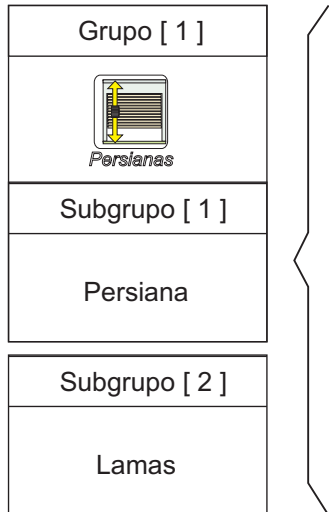 Grupo [ 1 ]
Persianas
Subgrupo [ 1 ]
Persiana
Subgrupo [ 2 ]
Lamas